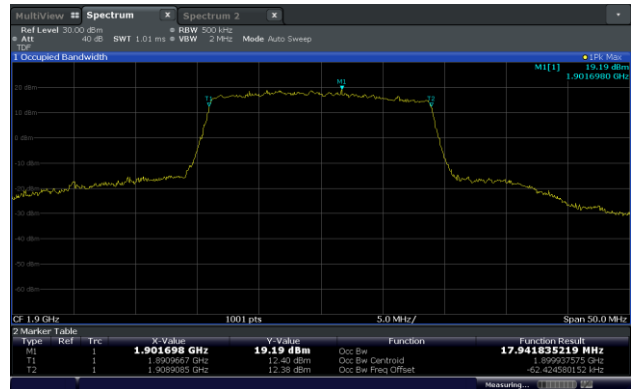 MultiView Spectrum X Spectrum 2 X
Ref Level 30.00 dBm RBW 500 kHz
Att 40 dB SWT 1.01 ms VBW 2 MHz Mode Auto Sweep
TDF
1 Occupied Bandwidth 1Pk Max
M1[1] 19.19 dBm
1.9016980 GHz
M1
20 dBm
T1 T2
10 dBm
0 dBm
-10 dBm
-20 dBm
-30 dBm
-40 dBm
-50 dBm
-60 dBm
CF 1.9 GHz 1001 pts 5.0 MHz/ Span 50.0 MHz
2 Marker Table
Type Ref Trc X-Value Y-Value Function Function Result
M1 1 1.901698 GHz 19.19 dBm Occ Bw 17.941835219 MHz
T1 1 1.8909667 GHz 12.40 dBm Occ Bw Centroid 1.899937575 GHz
T2 1 1.9089085 GHz 12.38 dBm Occ Bw Freq Offset -62.424580152 kHz
Measuring...